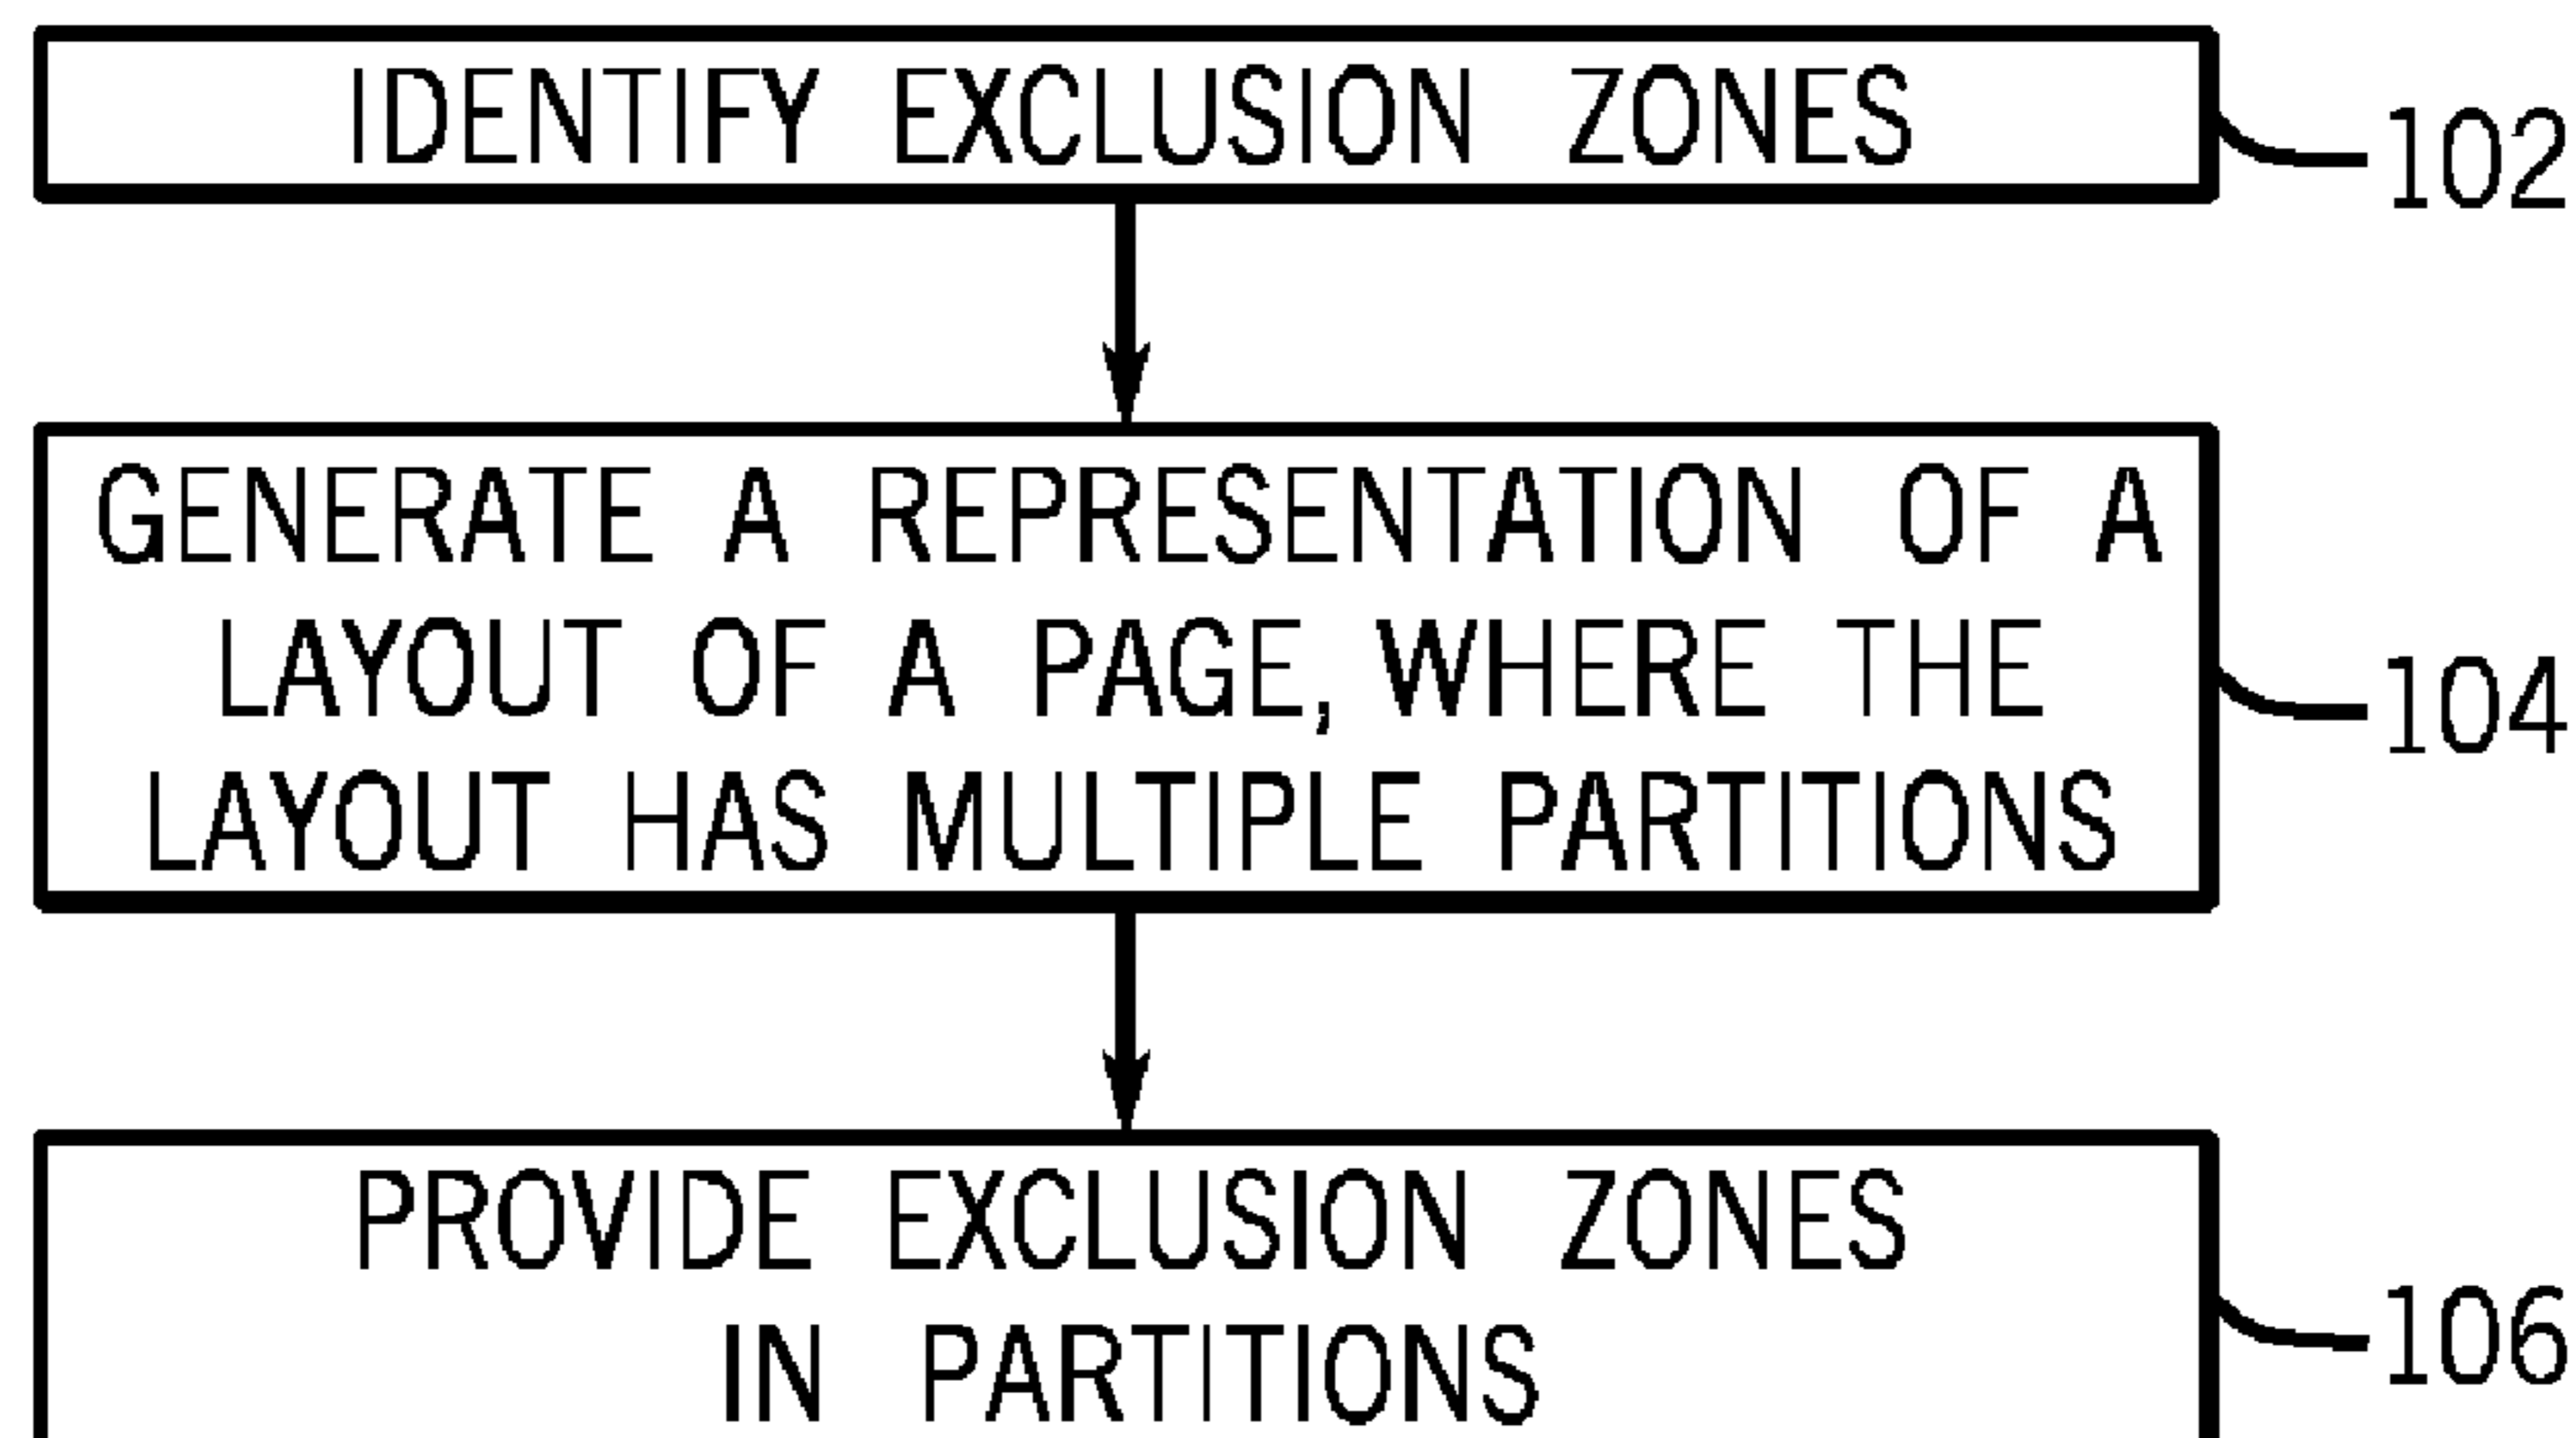 IDENTIFY EXCLUSION ZONES
102
GENERATE A REPRESENTATION OF A
LAYOUT OF A PAGE, WHERE THE
LAYOUT HAS MULTIPLE PARTITIONS
104
PROVIDE EXCLUSION ZONES
IN PARTITIONS
106